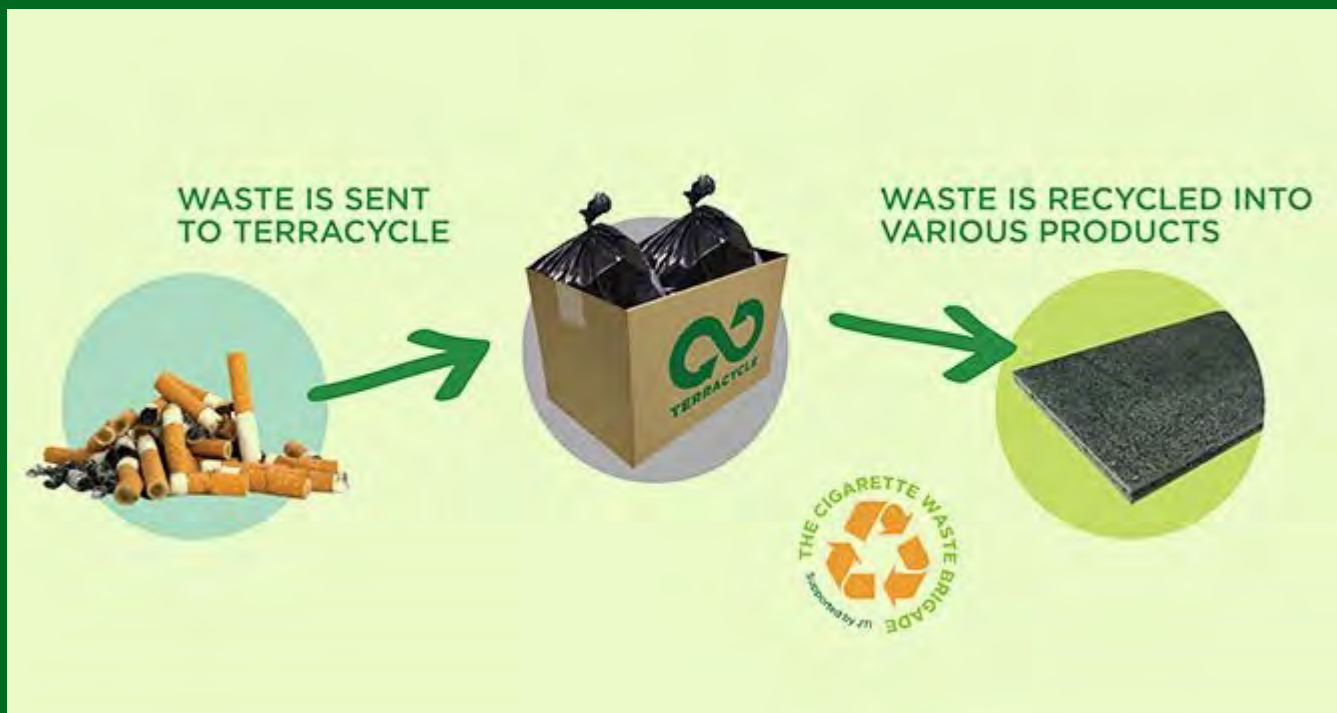 WASTE IS SENT
TO TERRACYCLE
WASTE IS RECYCLED INTO
VARIOUS PRODUCTS
TERRACYCLE
THE CIGARETTE WASTE BRIGADE
Supported by JTI